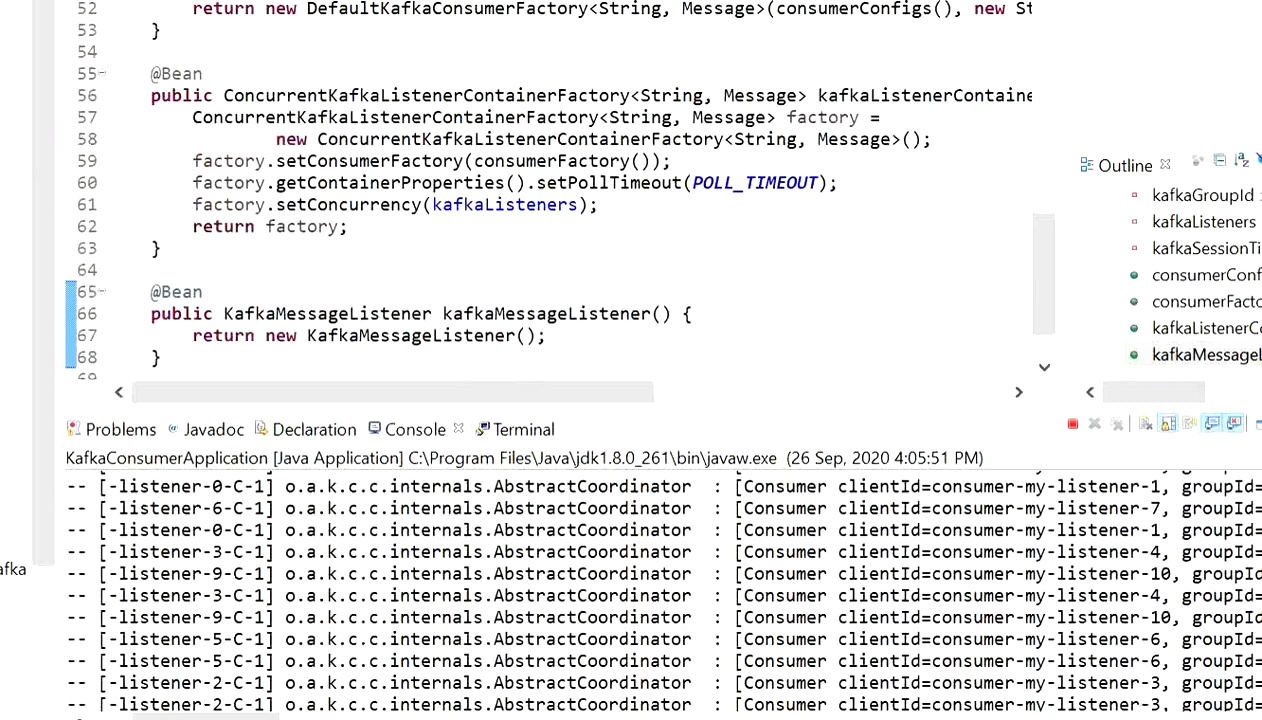 52 return new DefaultKafkaConsumerFactory<String, Message>(consumerConfigs(), new St
53 }
54
55 @Bean
56 public ConcurrentKafkaListenerContainerFactory<String, Message> kafkaListenerContaine
57 ConcurrentKafkaListenerContainerFactory<String, Message> factory =
58 new ConcurrentKafkaListenerContainerFactory<String, Message>();
59 factory.setConsumerFactory(consumerFactory());
60 factory.getContainerProperties().setPollTimeout(POLL_TIMEOUT);
61 factory.setConcurrency(kafkaListeners);
62 return factory;
63 }
64
65 @Bean
66 public KafkaMessageListener kafkaMessageListener() {
67 return new KafkaMessageListener();
68 }
69
Outline
kafkaGroupId :
kafkaListeners
kafkaSessionTi
consumerConf
consumerFacto
kafkaListenerCo
kafkaMessageL
afka
Problems Javadoc Declaration Console Terminal
KafkaConsumerApplication [Java Application] C:\Program Files\Java\jdk1.8.0_261\bin\javaw.exe (26 Sep, 2020 4:05:51 PM)
-- [-listener-0-C-1] o.a.k.c.c.internals.AbstractCoordinator : [Consumer clientId=consumer-my-listener-1, groupId=
-- [-listener-6-C-1] o.a.k.c.c.internals.AbstractCoordinator : [Consumer clientId=consumer-my-listener-7, groupId=
-- [-listener-0-C-1] o.a.k.c.c.internals.AbstractCoordinator : [Consumer clientId=consumer-my-listener-1, groupId=
-- [-listener-3-C-1] o.a.k.c.c.internals.AbstractCoordinator : [Consumer clientId=consumer-my-listener-4, groupId=
-- [-listener-9-C-1] o.a.k.c.c.internals.AbstractCoordinator : [Consumer clientId=consumer-my-listener-10, groupId
-- [-listener-3-C-1] o.a.k.c.c.internals.AbstractCoordinator : [Consumer clientId=consumer-my-listener-4, groupId=
-- [-listener-9-C-1] o.a.k.c.c.internals.AbstractCoordinator : [Consumer clientId=consumer-my-listener-10, groupId
-- [-listener-5-C-1] o.a.k.c.c.internals.AbstractCoordinator : [Consumer clientId=consumer-my-listener-6, groupId=
-- [-listener-5-C-1] o.a.k.c.c.internals.AbstractCoordinator : [Consumer clientId=consumer-my-listener-6, groupId=
-- [-listener-2-C-1] o.a.k.c.c.internals.AbstractCoordinator : [Consumer clientId=consumer-my-listener-3, groupId=
-- [-listener-2-C-1] o.a.k.c.c.internals.AbstractCoordinator : [Consumer clientId=consumer-my-listener-3, groupId=